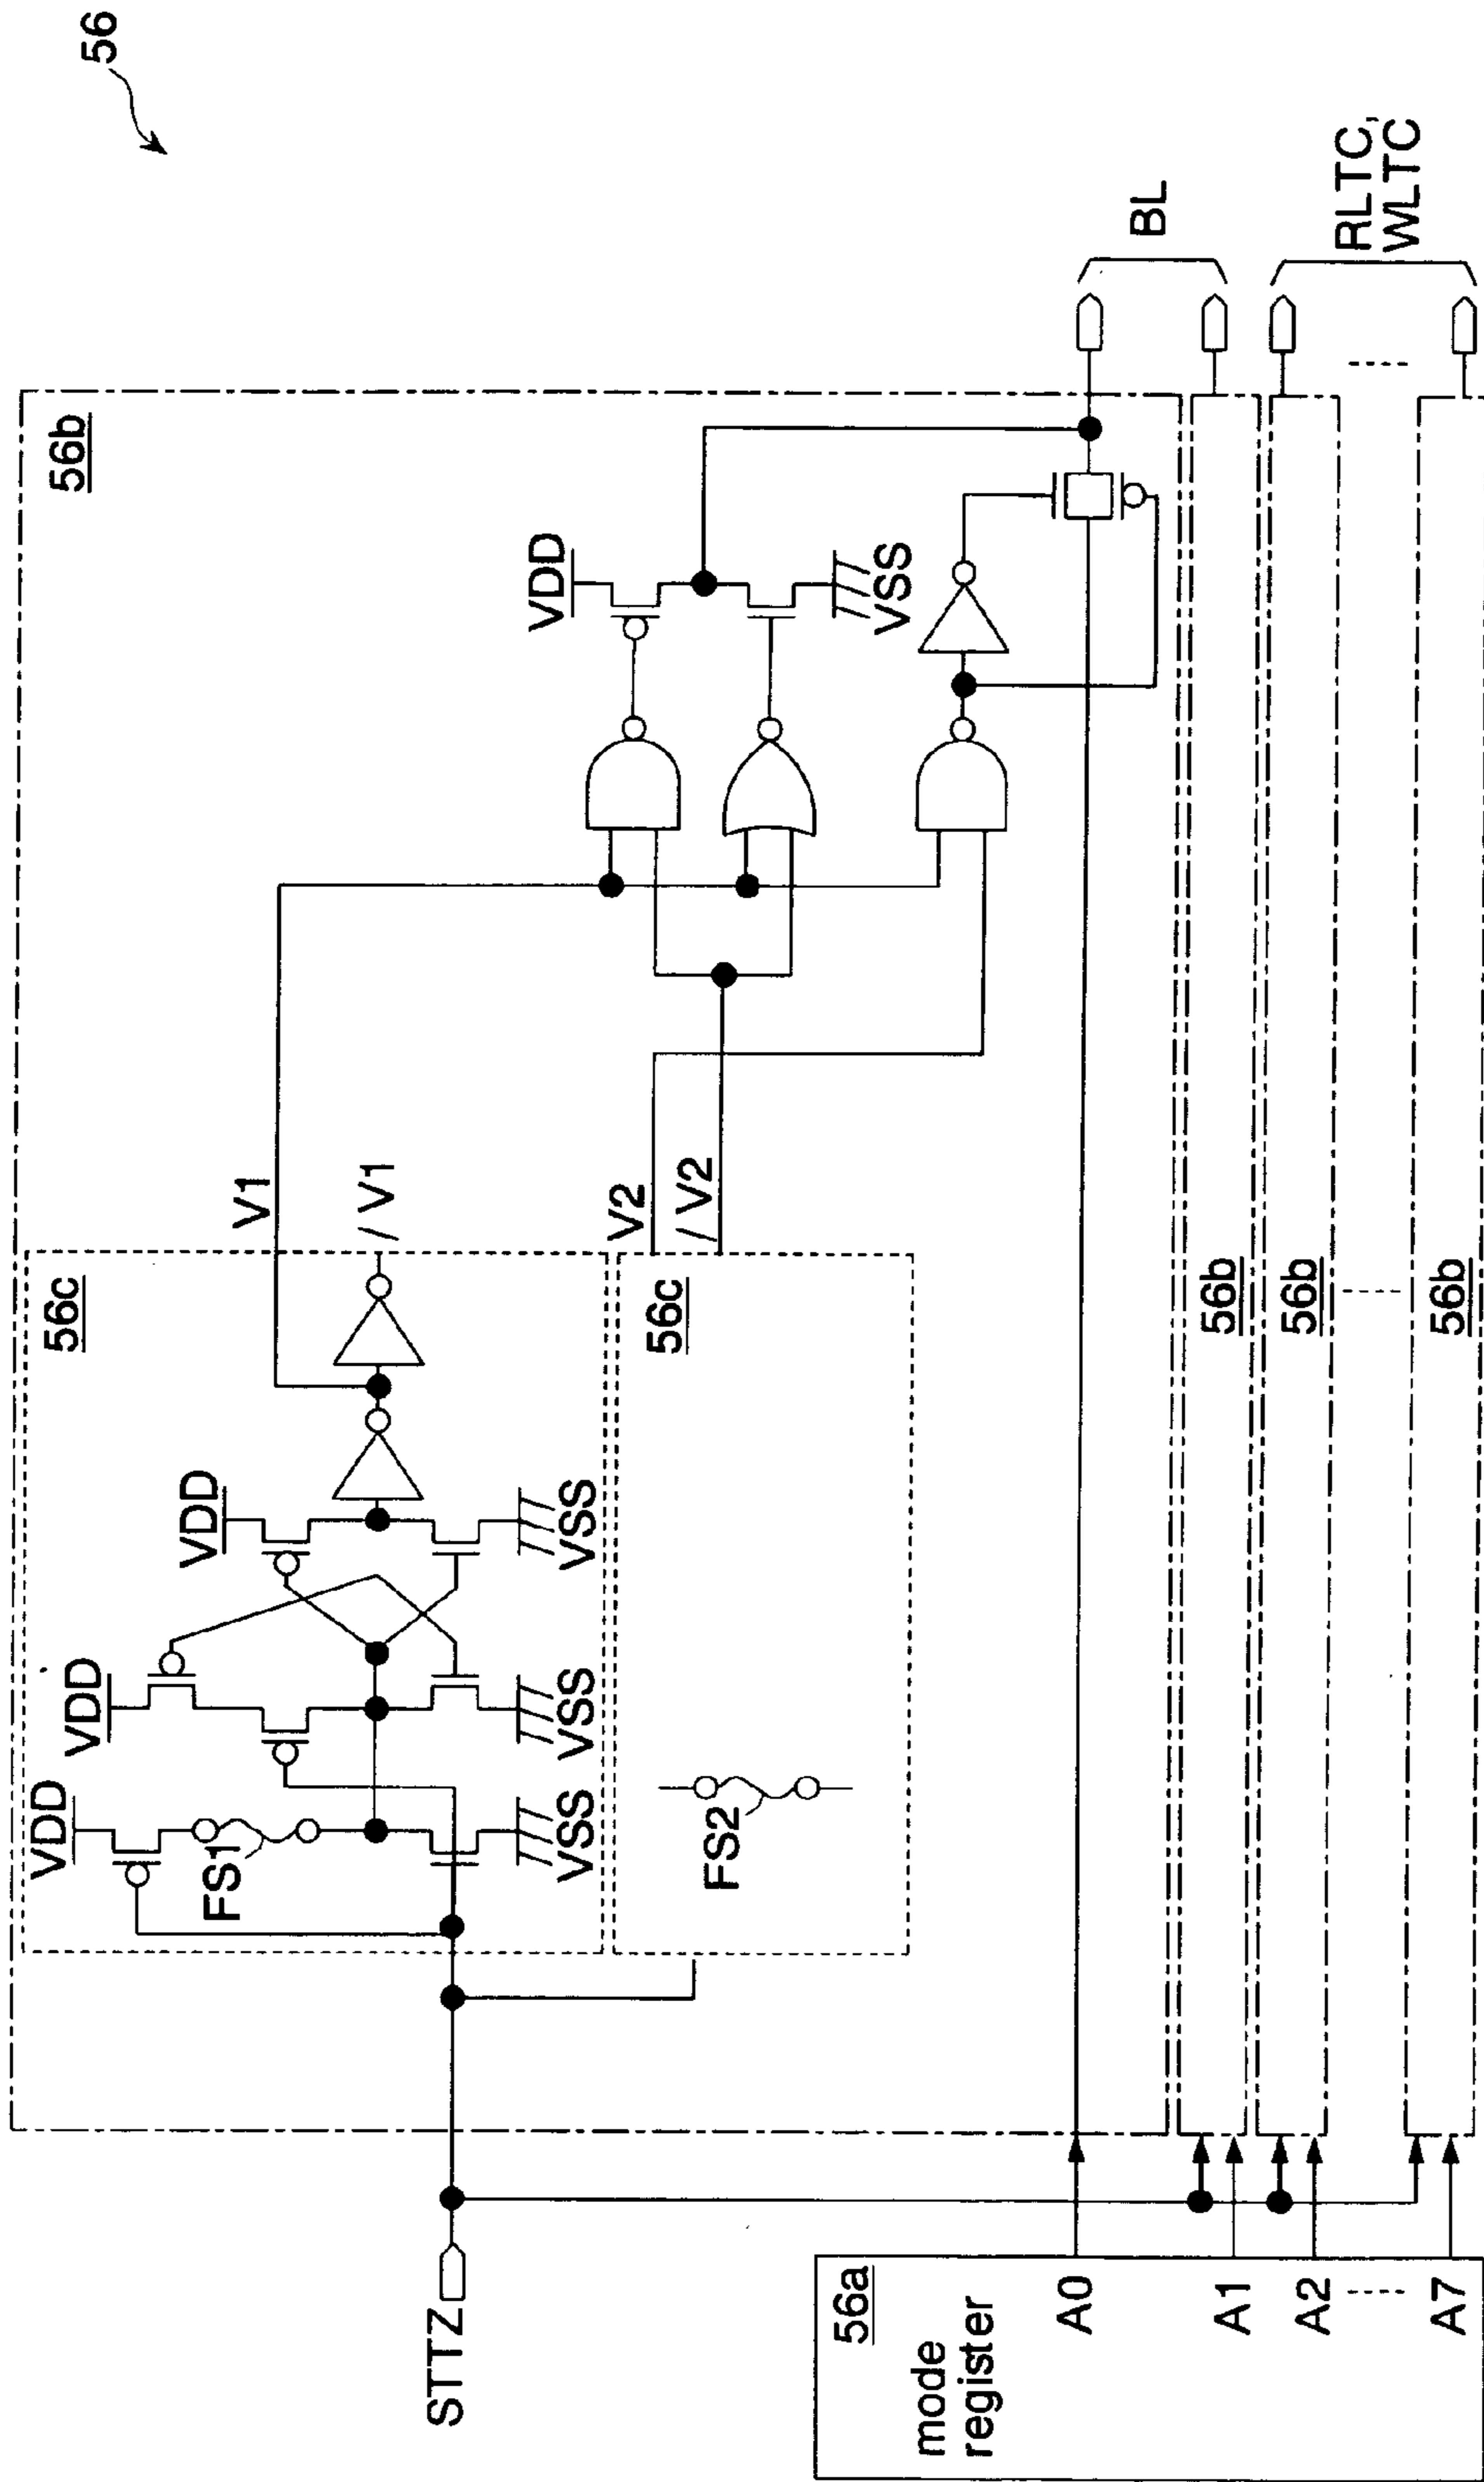 56
56b
56c
V1
/ V1
VDD
VDD
VDD
FS1
VSS
VSS
VSS
56c
V2
/ V2
FS2
VDD
VSS
STTZ
BL
RLTC,
WLTC
56b
56b
56b
56a
mode
register
A0
A1
A2
A7